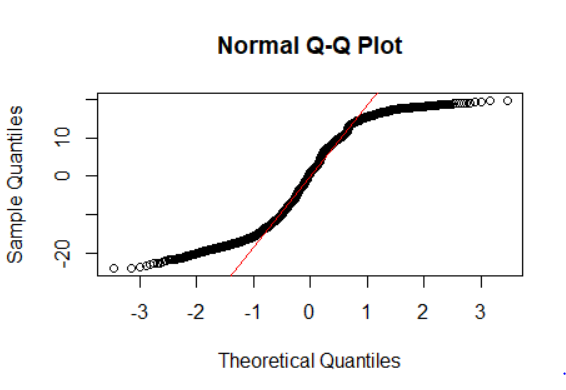 Normal Q-Q Plot
Sample Quantiles
10
0
-20
-3 -2 -1 0 1 2 3
Theoretical Quantiles